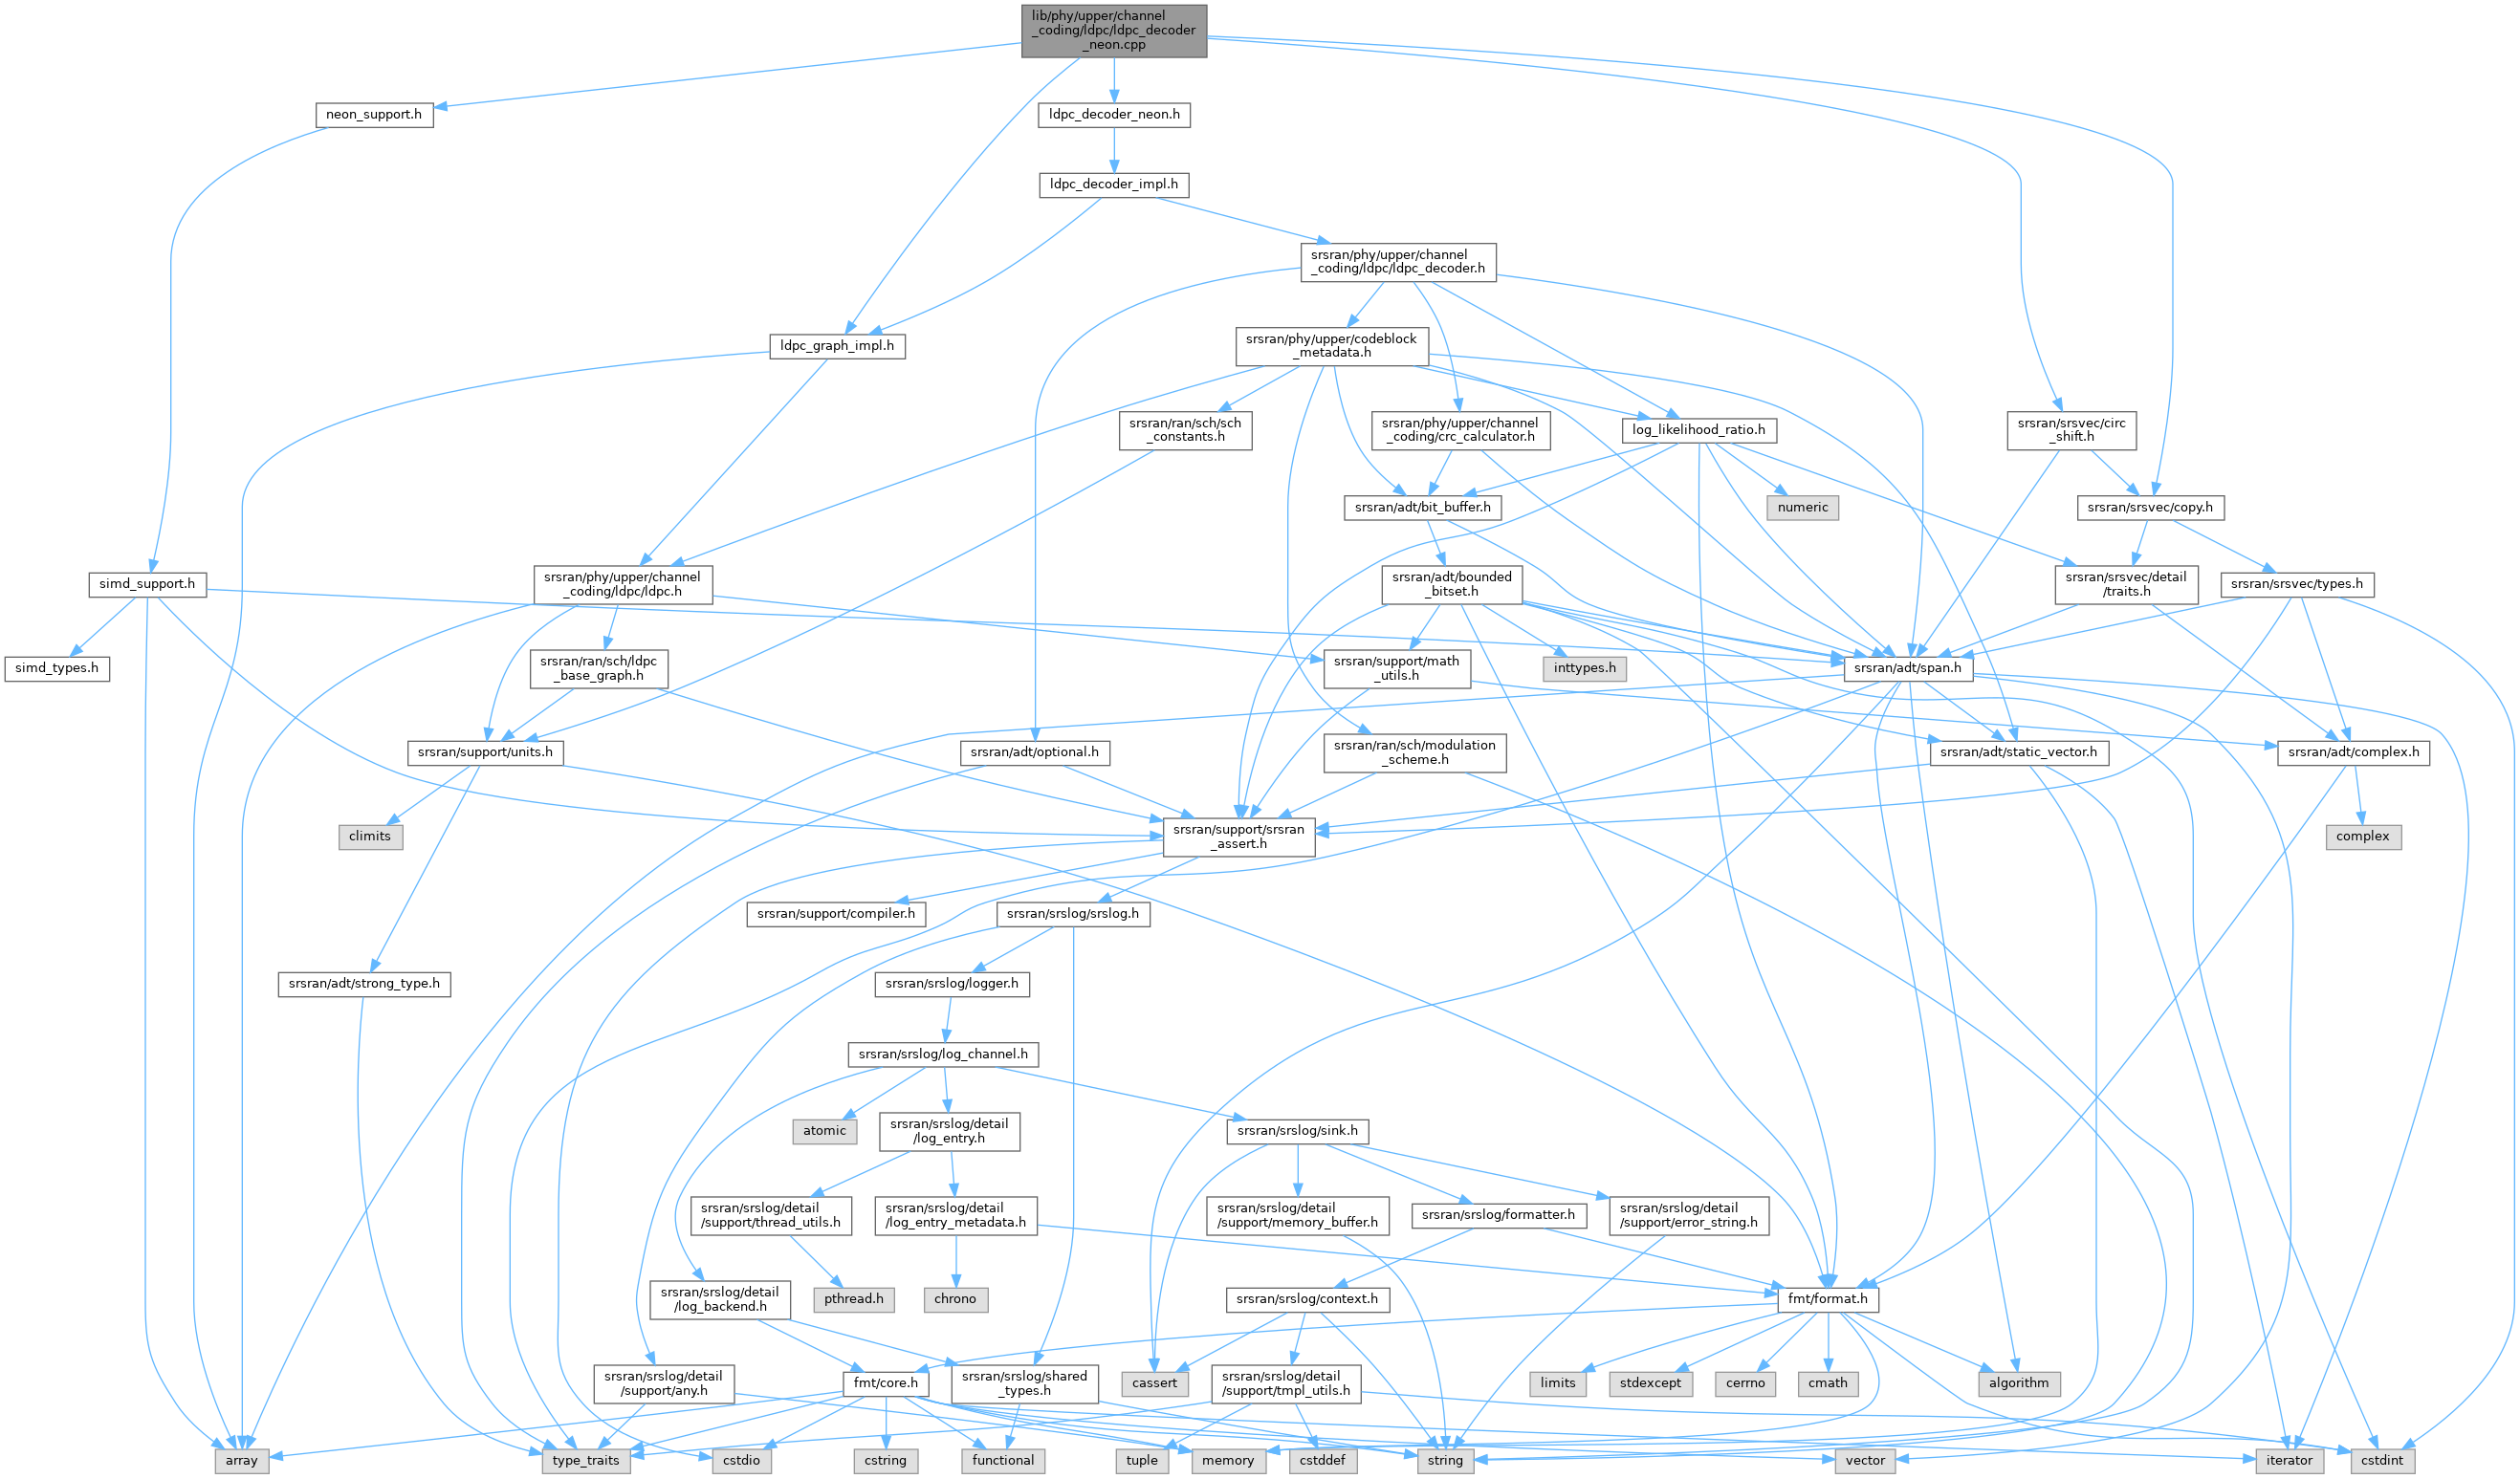 lib/phy/upper/channel
_coding/ldpc/ldpc_decoder
_neon.cpp
neon_support.h
ldpc_decoder_neon.h
ldpc_decoder_impl.h
srsran/phy/upper/channel
_coding/ldpc/ldpc_decoder.h
ldpc_graph_impl.h
srsran/phy/upper/codeblock
_metadata.h
srsran/ran/sch/sch
_constants.h
srsran/phy/upper/channel
_coding/crc_calculator.h
log_likelihood_ratio.h
srsran/srsvec/circ
_shift.h
srsran/adt/bit_buffer.h
numeric
srsran/srsvec/copy.h
simd_support.h
srsran/phy/upper/channel
_coding/ldpc/ldpc.h
srsran/adt/bounded
_bitset.h
srsran/srsvec/detail
/traits.h
srsran/srsvec/types.h
simd_types.h
srsran/ran/sch/ldpc
_base_graph.h
srsran/support/math
_utils.h
inttypes.h
srsran/adt/span.h
srsran/support/units.h
srsran/adt/optional.h
srsran/ran/sch/modulation
_scheme.h
srsran/adt/static_vector.h
srsran/adt/complex.h
climits
srsran/support/srsran
_assert.h
complex
srsran/support/compiler.h
srsran/srslog/srslog.h
srsran/adt/strong_type.h
srsran/srslog/logger.h
srsran/srslog/log_channel.h
atomic
srsran/srslog/detail
/log_entry.h
srsran/srslog/sink.h
srsran/srslog/detail
/support/thread_utils.h
srsran/srslog/detail
/log_entry_metadata.h
srsran/srslog/detail
/support/memory_buffer.h
srsran/srslog/formatter.h
srsran/srslog/detail
/support/error_string.h
srsran/srslog/detail
/log_backend.h
pthread.h
chrono
srsran/srslog/context.h
fmt/format.h
srsran/srslog/detail
/support/any.h
fmt/core.h
srsran/srslog/shared
_types.h
cassert
srsran/srslog/detail
/support/tmpl_utils.h
limits
stdexcept
cerrno
cmath
algorithm
array
type_traits
cstdio
cstring
functional
tuple
memory
cstddef
string
vector
iterator
cstdint